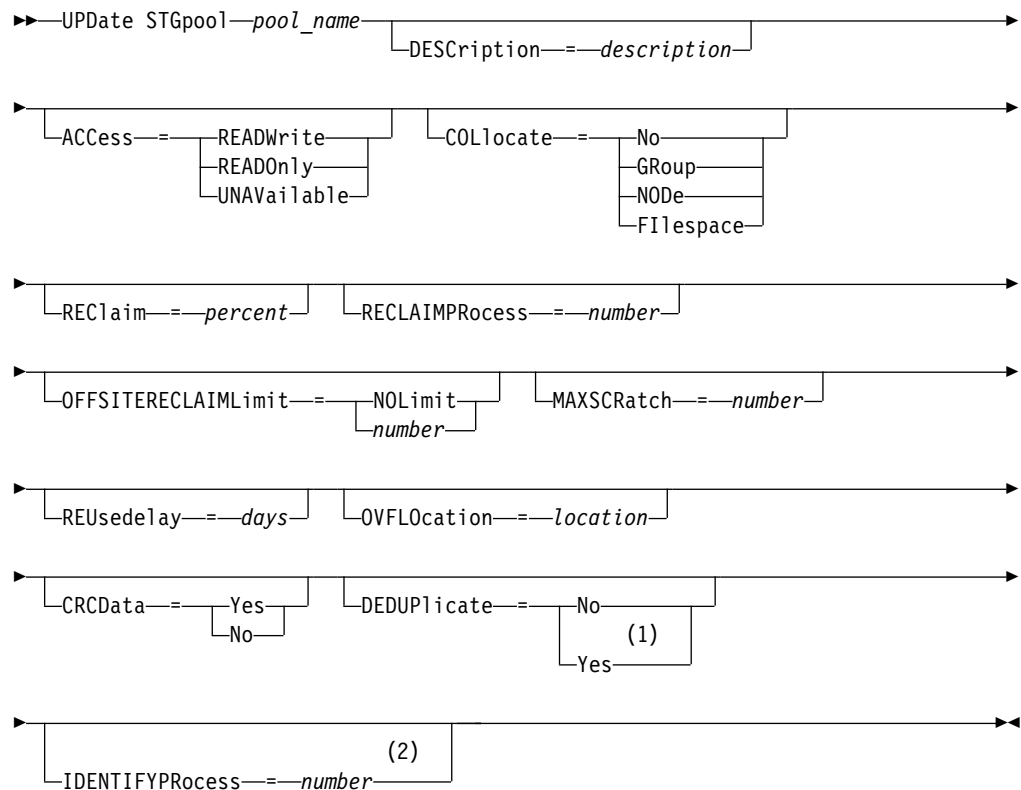 UPDate STGpool pool_name
DESCription = description
ACCess = READWrite
READOnly
UNAVailable
COLlocate = No
GRoup
NODe
FIlespace
REClaim = percent
RECLAIMPRocess = number
OFFSITERECLAIMLimit = NOLimit
number
MAXSCRatch = number
REUsedelay = days
OVFLOcation = location
CRCData = Yes
No
DEDUPlicate = No
(1)
Yes
(2)
IDENTIFYPRocess = number